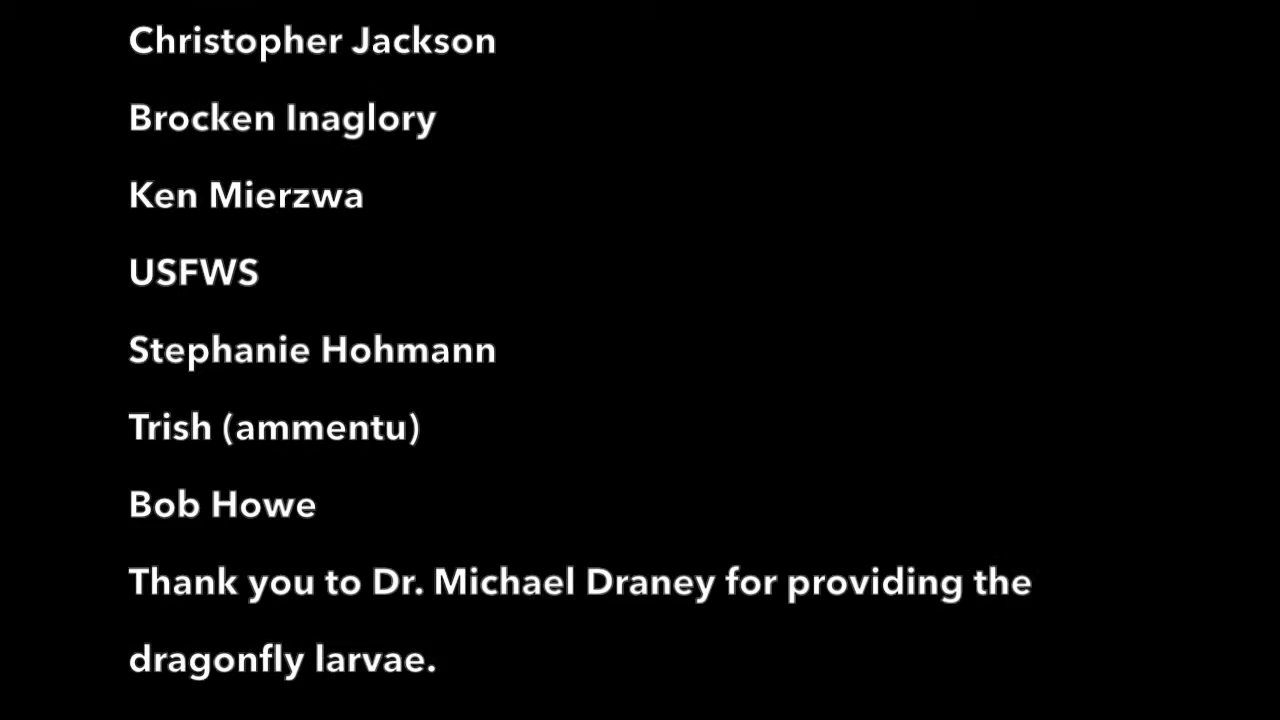 Christopher Jackson
Brocken Inaglory
Ken Mierzwa
USFWS
Stephanie Hohmann
Trish (ammentu)
Bob Howe
Thank you to Dr. Michael Draney for providing the
dragonfly larvae.